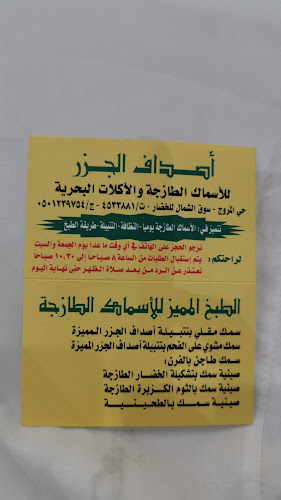 أصداف الجزر
للأسماك الطازجة والأكلات البحرية
حي المروج - سوق الشمال للخضار - ت/٤٥٣٣٨٨١ - ج/٠٥٠١٢٣٩٧٥٤
نتميز في: الأسماك الطازجة يوميا - النظافة - التتبيلة - طريقة الطبخ
نرجو الحجز على الهاتف في أي وقت ما عدا يوم الجمعة والسبت
لراحتكم: يتم إستقبال الطلبات من الساعة ٨ صباحا إلى ١٠،٣٠ صباحا
نعتذر عن الرد من بعد صلاة الظهر حتى نهاية اليوم
الطبخ المميز للأسماك الطازجة
سمك مقلي بتتبيلة أصداف الجزر المميزة
سمك مشوي على الفحم بتتبيلة أصداف الجزر المميزة
سمك طاجن بالفرن:
صينية سمك بتشكيلة الخضار الطازجة
صينية سمك بالثوم الكزبرة الطازجة
صينية سمك بالطحينية